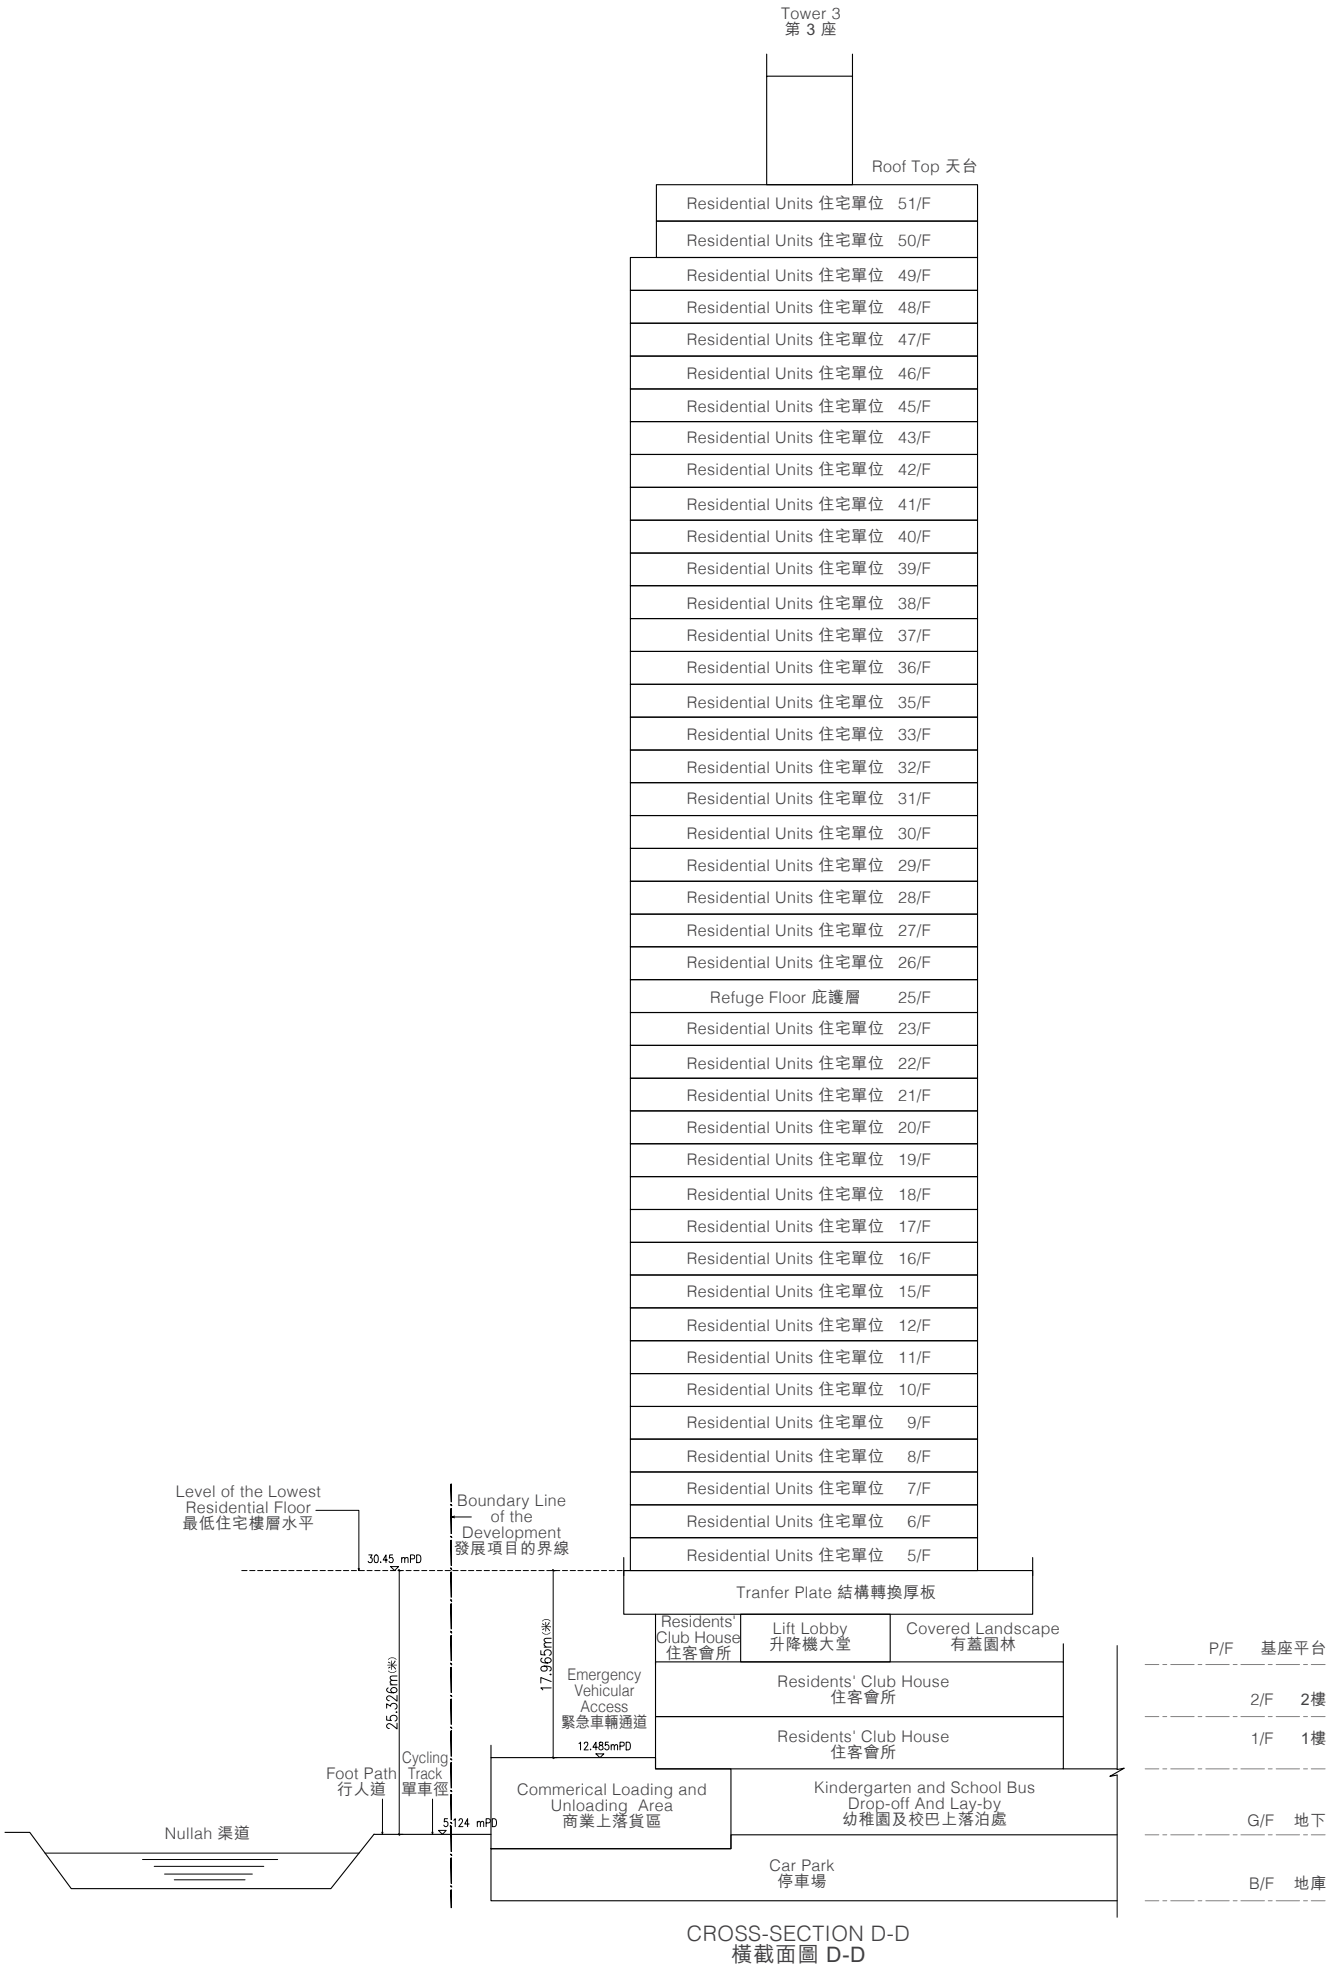 Tower 3
第 3 座
Roof Top 天台
Residential Units 住宅單位 51/F
Residential Units 住宅單位 50/F
Residential Units 住宅單位 49/F
Residential Units 住宅單位 48/F
Residential Units 住宅單位 47/F
Residential Units 住宅單位 46/F
Residential Units 住宅單位 45/F
Residential Units 住宅單位 43/F
Residential Units 住宅單位 42/F
Residential Units 住宅單位 41/F
Residential Units 住宅單位 40/F
Residential Units 住宅單位 39/F
Residential Units 住宅單位 38/F
Residential Units 住宅單位 37/F
Residential Units 住宅單位 36/F
Residential Units 住宅單位 35/F
Residential Units 住宅單位 33/F
Residential Units 住宅單位 32/F
Residential Units 住宅單位 31/F
Residential Units 住宅單位 30/F
Residential Units 住宅單位 29/F
Residential Units 住宅單位 28/F
Residential Units 住宅單位 27/F
Residential Units 住宅單位 26/F
Refuge Floor 庇護層 25/F
Residential Units 住宅單位 23/F
Residential Units 住宅單位 22/F
Residential Units 住宅單位 21/F
Residential Units 住宅單位 20/F
Residential Units 住宅單位 19/F
Residential Units 住宅單位 18/F
Residential Units 住宅單位 17/F
Residential Units 住宅單位 16/F
Residential Units 住宅單位 15/F
Residential Units 住宅單位 12/F
Residential Units 住宅單位 11/F
Residential Units 住宅單位 10/F
Residential Units 住宅單位 9/F
Residential Units 住宅單位 8/F
Residential Units 住宅單位 7/F
Residential Units 住宅單位 6/F
Residential Units 住宅單位 5/F
Level of the Lowest
Residential Floor
最低住宅樓層水平
Boundary Line
of the
Development
發展項目的界線
30.45 mPD
Tranfer Plate 結構轉換厚板
Residents'
Club House
住客會所
Lift Lobby
升降機大堂
Covered Landscape
有蓋園林
P/F 基座平台
25.326m(米)
17.965m(米)
Emergency
Vehicular
Access
緊急車輛通道
Residents' Club House
住客會所
2/F 2樓
Residents' Club House
住客會所
1/F 1樓
12.485mPD
Foot Path
行人道
Cycling
Track
單車徑
Commerical Loading and
Unloading Area
商業上落貨區
Kindergarten and School Bus
Drop-off And Lay-by
幼稚園及校巴上落泊處
G/F 地下
5.124 mPD
Nullah 渠道
Car Park
停車場
B/F 地庫
CROSS-SECTION D-D
橫截面圖 D-D